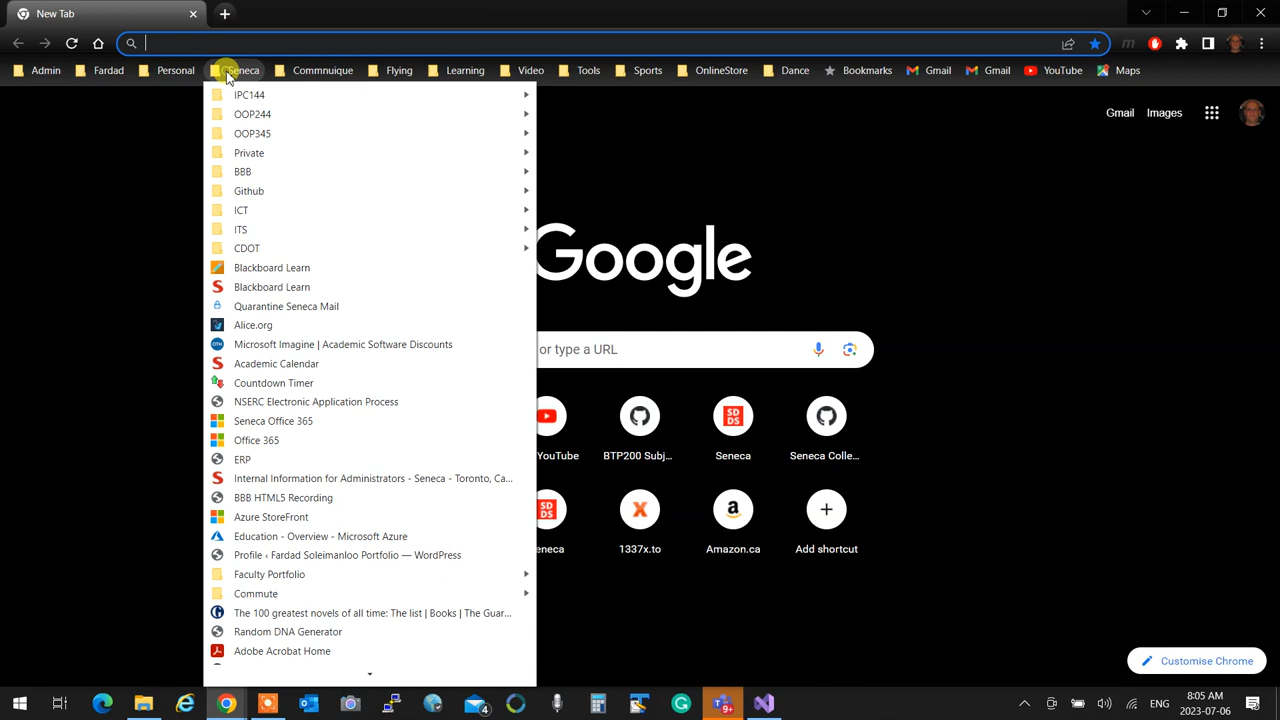 New Tab
Admin Fardad Personal Seneca Commnuique Flying Learning Video Tools Sports OnlineStore Dance Bookmarks Gmail Gmail YouTube Maps
Gmail Images
IPC144
OOP244
OOP345
Private
BBB
Github
ICT
ITS
CDOT
Blackboard Learn
Blackboard Learn
Quarantine Seneca Mail
Alice.org
Microsoft Imagine | Academic Software Discounts
Academic Calendar
Countdown Timer
NSERC Electronic Application Process
Seneca Office 365
Office 365
ERP
Internal Information for Administrators - Seneca - Toronto, Ca...
BBB HTML5 Recording
Azure StoreFront
Education - Overview - Microsoft Azure
Profile ‹ Fardad Soleimanloo Portfolio — WordPress
Faculty Portfolio
Commute
The 100 greatest novels of all time: The list | Books | The Guar...
Random DNA Generator
Adobe Acrobat Home
Google
or type a URL
YouTube BTP200 Subj... Seneca Seneca Colle...
SDDS
SDDS
eneca 1337x.to Amazon.ca Add shortcut
Customise Chrome
4 9+
8:05 AM
2023-07-06